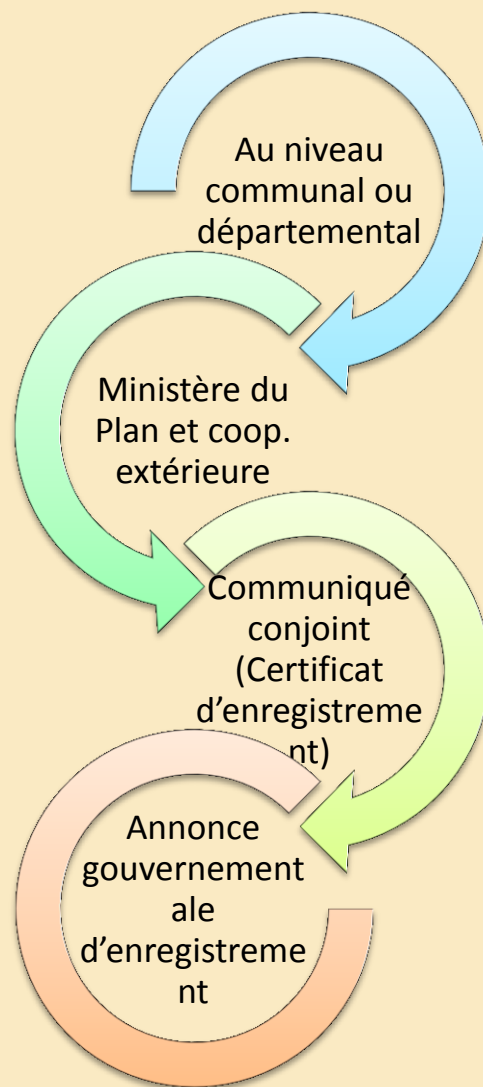 Au niveau
communal ou
départemental
Ministère du
Plan et coop.
extérieure
Communiqué
conjoint
(Certificat
d’enregistreme
nt)
Annonce
gouvernement
ale
d’enregistreme
nt